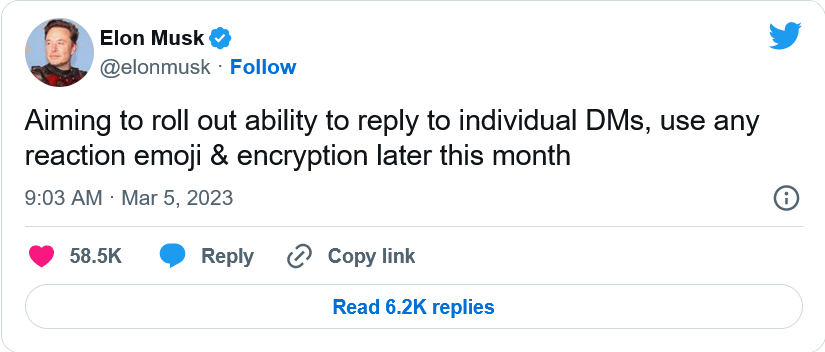 Elon Musk
@elonmusk · Follow
Aiming to roll out ability to reply to individual DMs, use any
reaction emoji & encryption later this month
9:03 AM · Mar 5, 2023
58.5K Reply Copy link
Read 6.2K replies